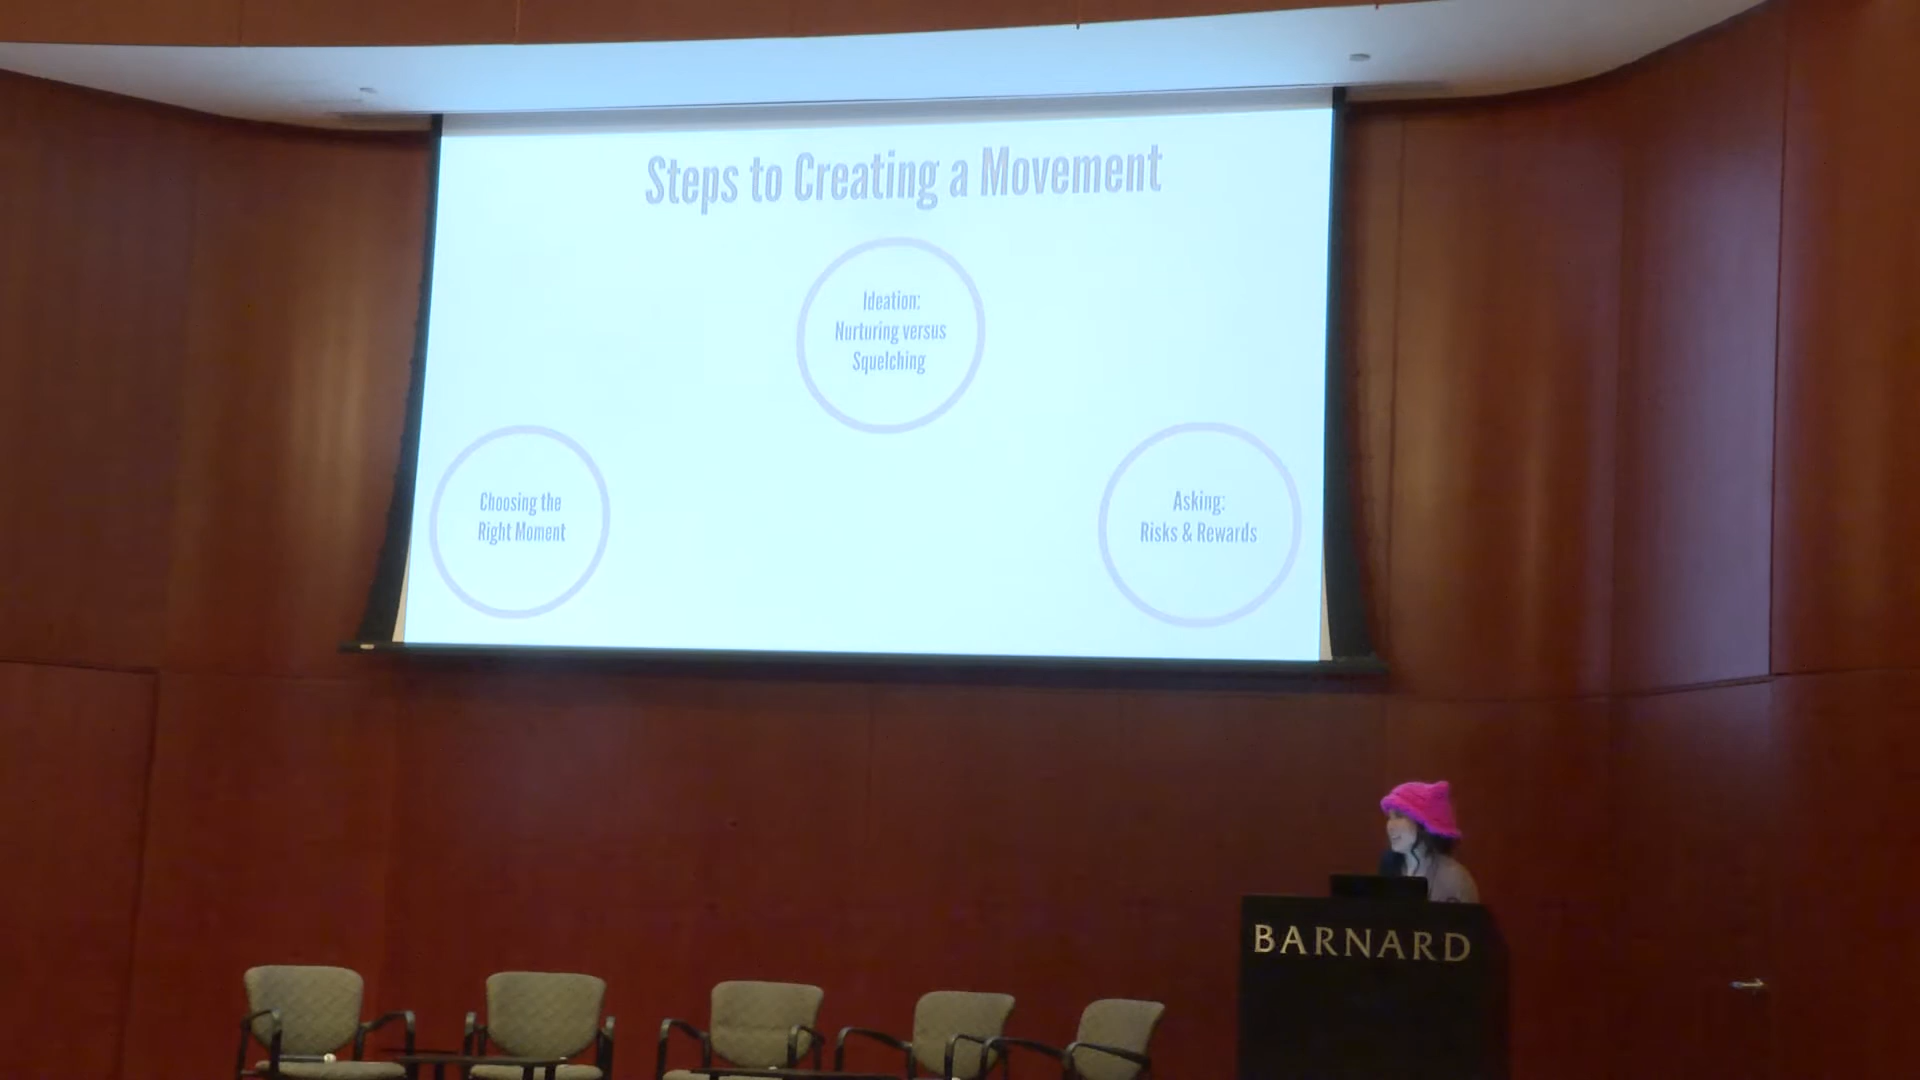 Steps to Creating a Movement
Ideation:
Nurturing versus
Squelching
Choosing the
Right Moment
Asking:
Risks & Rewards
BARNARD